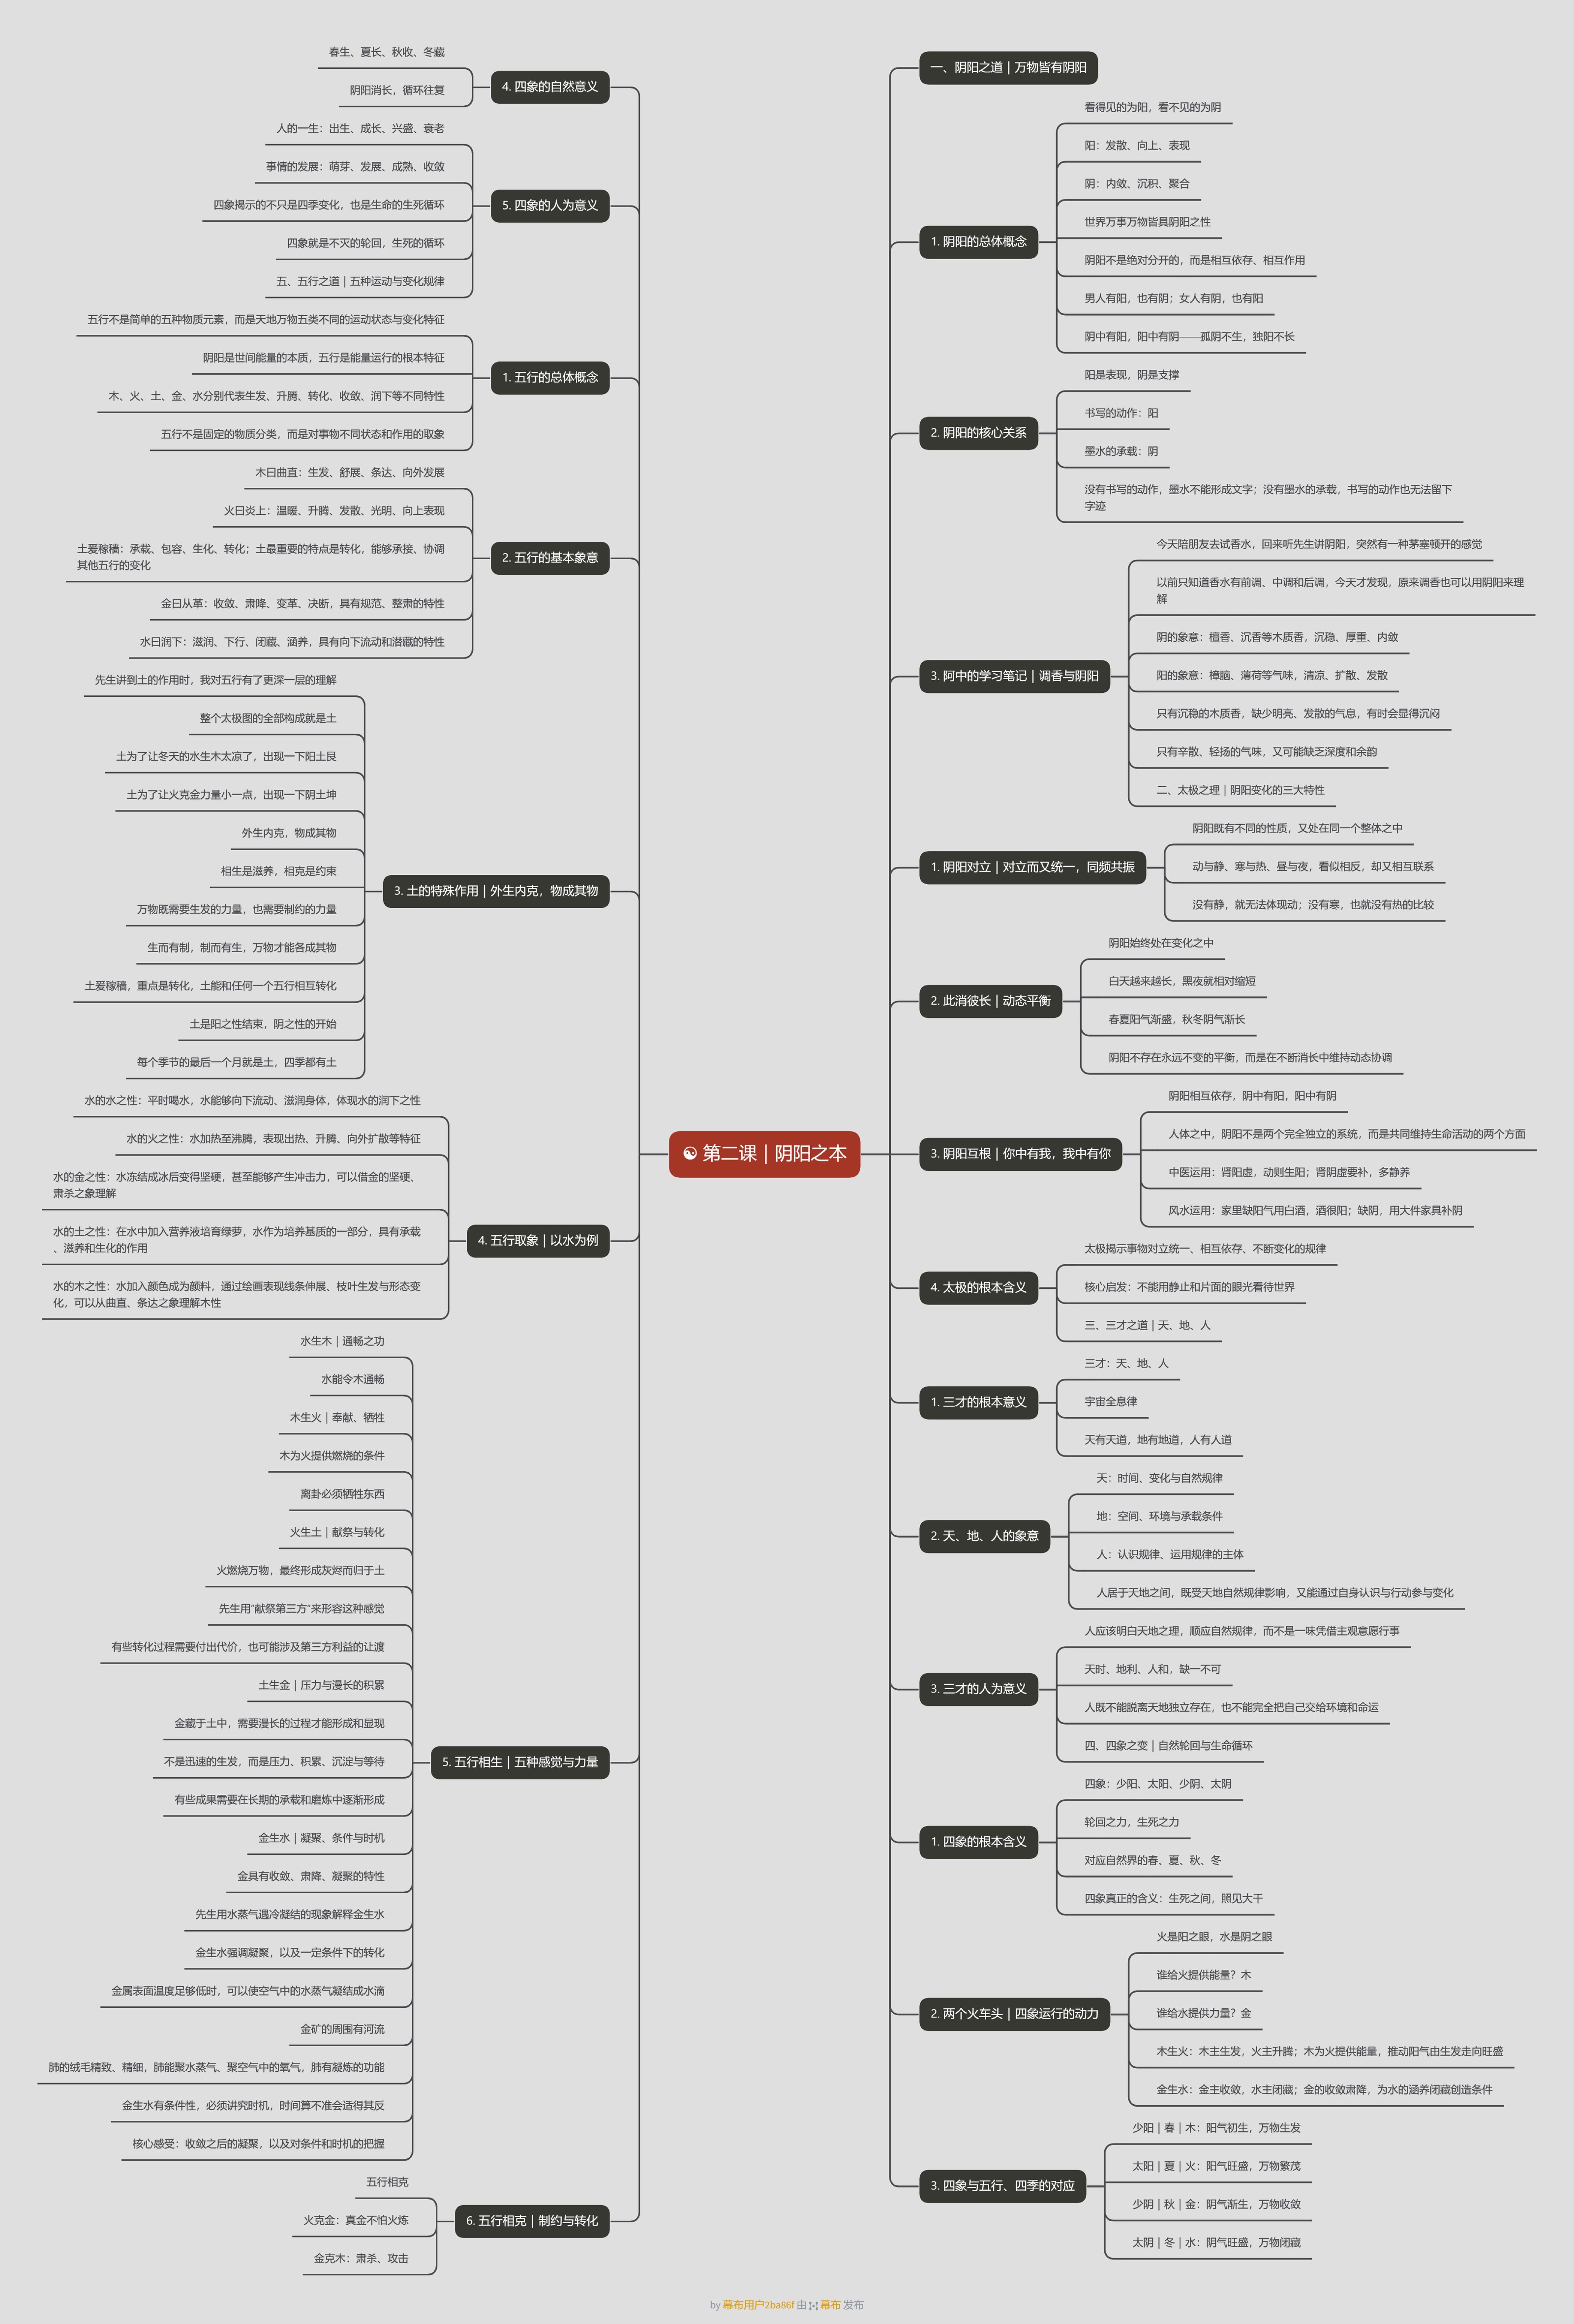 ☯ 第二课｜阴阳之本
一、阴阳之道｜万物皆有阴阳
1. 阴阳的总体概念
看得见的为阳，看不见的为阴
阳：发散、向上、表现
阴：内敛、沉积、聚合
世界万事万物皆具阴阳之性
阴阳不是绝对分开的，而是相互依存、相互作用
男人有阳，也有阴；女人有阴，也有阳
阴中有阳，阳中有阴——孤阴不生，独阳不长
2. 阴阳的核心关系
阳是表现，阴是支撑
书写的动作：阳
墨水的承载：阴
没有书写的动作，墨水不能形成文字；没有墨水的承载，书写的动作也无法留下
字迹
3. 阿中的学习笔记｜调香与阴阳
今天陪朋友去试香水，回来听先生讲阴阳，突然有一种茅塞顿开的感觉
以前只知道香水有前调、中调和后调，今天才发现，原来调香也可以用阴阳来理
解
阴的象意：檀香、沉香等木质香，沉稳、厚重、内敛
阳的象意：樟脑、薄荷等气味，清凉、扩散、发散
只有沉稳的木质香，缺少明亮、发散的气息，有时会显得沉闷
只有辛散、轻扬的气味，又可能缺乏深度和余韵
二、太极之理｜阴阳变化的三大特性
1. 阴阳对立｜对立而又统一，同频共振
阴阳既有不同的性质，又处在同一个整体之中
动与静、寒与热、昼与夜，看似相反，却又相互联系
没有静，就无法体现动；没有寒，也就没有热的比较
2. 此消彼长｜动态平衡
阴阳始终处在变化之中
白天越来越长，黑夜就相对缩短
春夏阳气渐盛，秋冬阴气渐长
阴阳不存在永远不变的平衡，而是在不断消长中维持动态协调
3. 阴阳互根｜你中有我，我中有你
阴阳相互依存，阴中有阳，阳中有阴
人体之中，阴阳不是两个完全独立的系统，而是共同维持生命活动的两个方面
中医运用：肾阳虚，动则生阳；肾阴虚要补，多静养
风水运用：家里缺阳气用白酒，酒很阳；缺阴，用大件家具补阴
4. 太极的根本含义
太极揭示事物对立统一、相互依存、不断变化的规律
核心启发：不能用静止和片面的眼光看待世界
三、三才之道｜天、地、人
1. 三才的根本意义
三才：天、地、人
宇宙全息律
天有天道，地有地道，人有人道
2. 天、地、人的象意
天：时间、变化与自然规律
地：空间、环境与承载条件
人：认识规律、运用规律的主体
人居于天地之间，既受天地自然规律影响，又能通过自身认识与行动参与变化
3. 三才的人为意义
人应该明白天地之理，顺应自然规律，而不是一味凭借主观意愿行事
天时、地利、人和，缺一不可
人既不能脱离天地独立存在，也不能完全把自己交给环境和命运
四、四象之变｜自然轮回与生命循环
1. 四象的根本含义
四象：少阳、太阳、少阴、太阴
轮回之力，生死之力
对应自然界的春、夏、秋、冬
四象真正的含义：生死之间，照见大千
2. 两个火车头｜四象运行的动力
火是阳之眼，水是阴之眼
谁给火提供能量？木
谁给水提供力量？金
木生火：木主生发，火主升腾；木为火提供能量，推动阳气由生发走向旺盛
金生水：金主收敛，水主闭藏；金的收敛肃降，为水的涵养闭藏创造条件
3. 四象与五行、四季的对应
少阳｜春｜木：阳气初生，万物生发
太阳｜夏｜火：阳气旺盛，万物繁茂
少阴｜秋｜金：阴气渐生，万物收敛
太阴｜冬｜水：阴气旺盛，万物闭藏
4. 四象的自然意义
春生、夏长、秋收、冬藏
阴阳消长，循环往复
5. 四象的人为意义
人的一生：出生、成长、兴盛、衰老
事情的发展：萌芽、发展、成熟、收敛
四象揭示的不只是四季变化，也是生命的生死循环
四象就是不灭的轮回，生死的循环
五、五行之道｜五种运动与变化规律
1. 五行的总体概念
五行不是简单的五种物质元素，而是天地万物五类不同的运动状态与变化特征
阴阳是世间能量的本质，五行是能量运行的根本特征
木、火、土、金、水分别代表生发、升腾、转化、收敛、润下等不同特性
五行不是固定的物质分类，而是对事物不同状态和作用的取象
2. 五行的基本象意
木曰曲直：生发、舒展、条达、向外发展
火曰炎上：温暖、升腾、发散、光明、向上表现
土爰稼穑：承载、包容、生化、转化；土最重要的特点是转化，能够承接、协调
其他五行的变化
金曰从革：收敛、肃降、变革、决断，具有规范、整肃的特性
水曰润下：滋润、下行、闭藏、涵养，具有向下流动和潜藏的特性
3. 土的特殊作用｜外生内克，物成其物
先生讲到土的作用时，我对五行有了更深一层的理解
整个太极图的全部构成就是土
土为了让冬天的水生木太凉了，出现一下阳土艮
土为了让火克金力量小一点，出现一下阴土坤
外生内克，物成其物
相生是滋养，相克是约束
万物既需要生发的力量，也需要制约的力量
生而有制，制而有生，万物才能各成其物
土爰稼穑，重点是转化，土能和任何一个五行相互转化
土是阳之性结束，阴之性的开始
每个季节的最后一个月就是土，四季都有土
4. 五行取象｜以水为例
水的水之性：平时喝水，水能够向下流动、滋润身体，体现水的润下之性
水的火之性：水加热至沸腾，表现出热、升腾、向外扩散等特征
水的金之性：水冻结成冰后变得坚硬，甚至能够产生冲击力，可以借金的坚硬、
肃杀之象理解
水的土之性：在水中加入营养液培育绿萝，水作为培养基质的一部分，具有承载
、滋养和生化的作用
水的木之性：水加入颜色成为颜料，通过绘画表现线条伸展、枝叶生发与形态变
化，可以从曲直、条达之象理解木性
5. 五行相生｜五种感觉与力量
水生木｜通畅之功
水能令木通畅
木生火｜奉献、牺牲
木为火提供燃烧的条件
离卦必须牺牲东西
火生土｜献祭与转化
火燃烧万物，最终形成灰烬而归于土
先生用“献祭第三方”来形容这种感觉
有些转化过程需要付出代价，也可能涉及第三方利益的让渡
土生金｜压力与漫长的积累
金藏于土中，需要漫长的过程才能形成和显现
不是迅速的生发，而是压力、积累、沉淀与等待
有些成果需要在长期的承载和磨炼中逐渐形成
金生水｜凝聚、条件与时机
金具有收敛、肃降、凝聚的特性
先生用水蒸气遇冷凝结的现象解释金生水
金生水强调凝聚，以及一定条件下的转化
金属表面温度足够低时，可以使空气中的水蒸气凝结成水滴
金矿的周围有河流
肺的绒毛精致、精细，肺能聚水蒸气、聚空气中的氧气，肺有凝炼的功能
金生水有条件性，必须讲究时机，时间算不准会适得其反
核心感受：收敛之后的凝聚，以及对条件和时机的把握
6. 五行相克｜制约与转化
五行相克
火克金：真金不怕火炼
金克木：肃杀、攻击
by 幕布用户2ba86f 由 幕布 发布